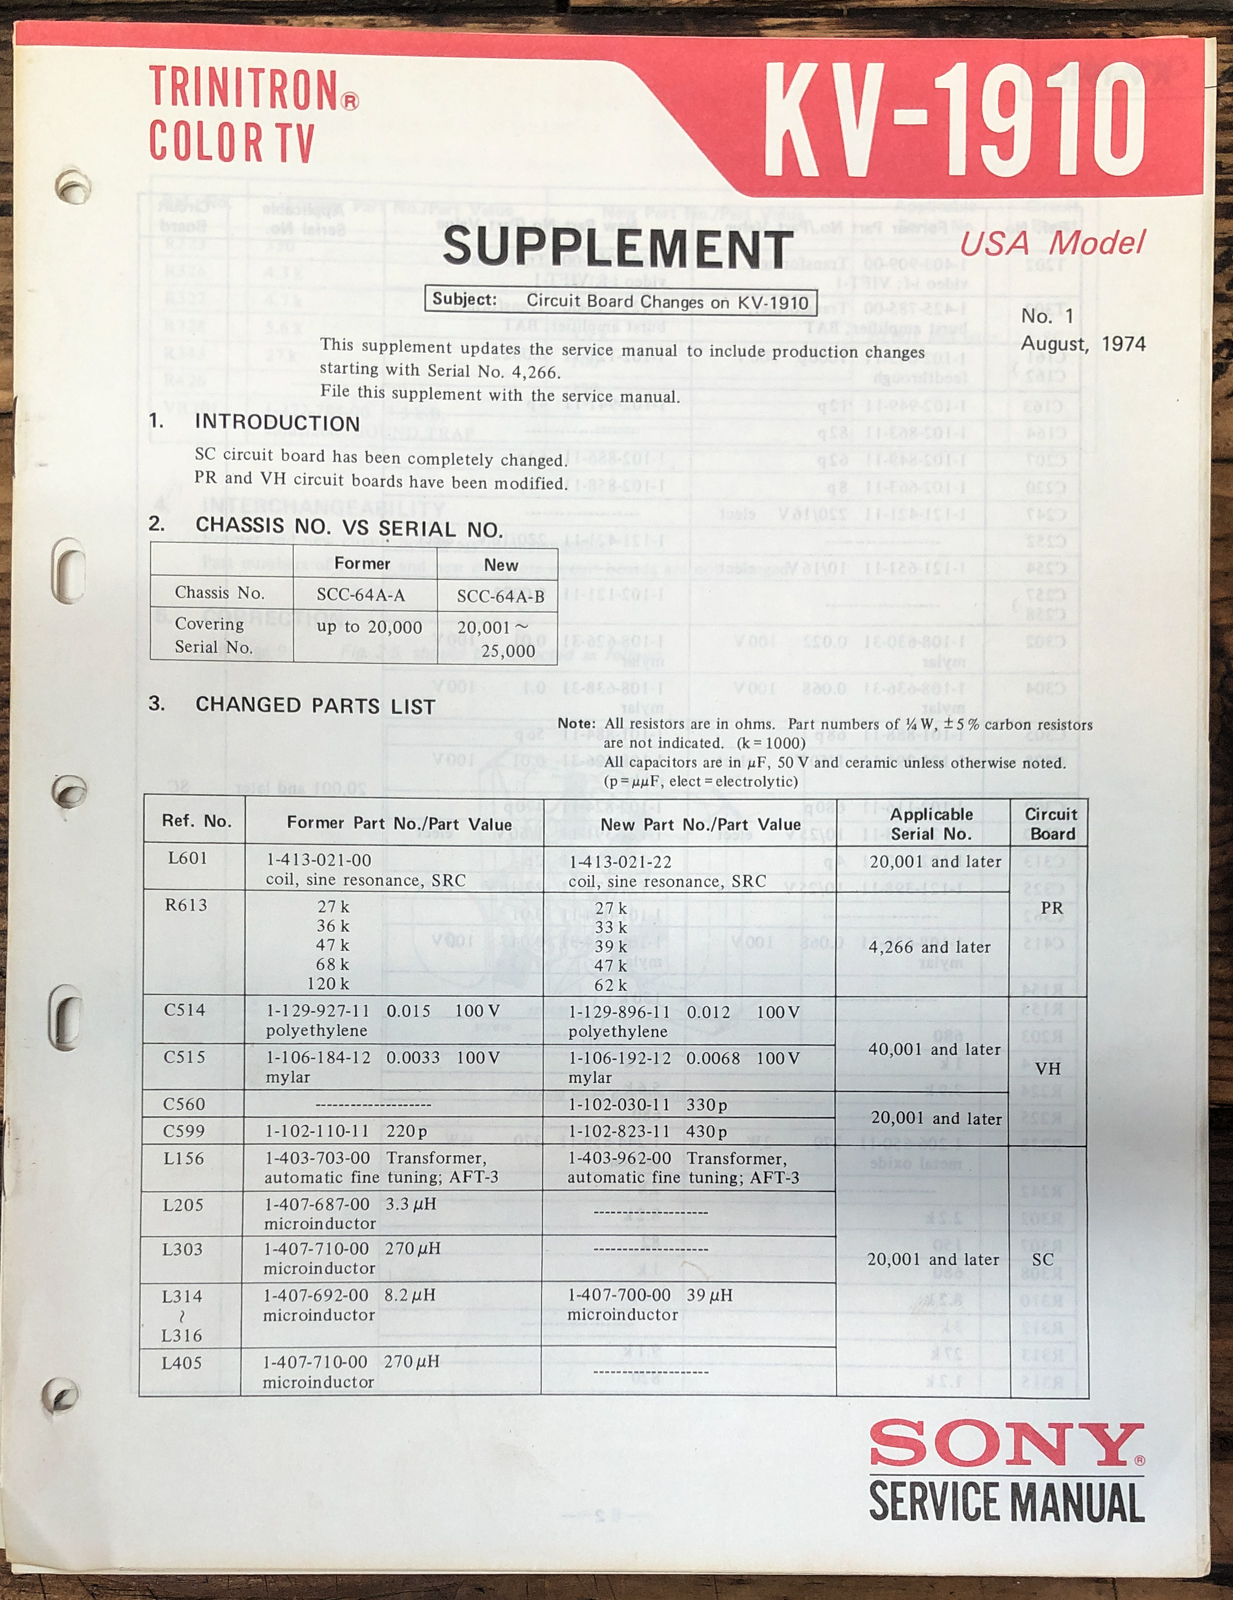 TRINITRON®
COLOR TV
KV-1910
SUPPLEMENT
USA Model
Subject: Circuit Board Changes on KV-1910
No. 1
August, 1974
This supplement updates the service manual to include production changes
starting with Serial No. 4,266.
File this supplement with the service manual.
1. INTRODUCTION
SC circuit board has been completely changed.
PR and VH circuit boards have been modified.
2. CHASSIS NO. VS SERIAL NO.
Former New
Chassis No. SCC-64A-A SCC-64A-B
Covering up to 20,000 20,001 ~
Serial No. 25,000
3. CHANGED PARTS LIST
Note: All resistors are in ohms. Part numbers of ¼ W, ±5% carbon resistors
are not indicated. (k = 1000)
All capacitors are in μF, 50 V and ceramic unless otherwise noted.
(p = μμF, elect = electrolytic)
Ref. No. Former Part No./Part Value New Part No./Part Value Applicable Circuit
Serial No. Board
L601 1-413-021-00 1-413-021-22 20,001 and later
coil, sine resonance, SRC coil, sine resonance, SRC
R613 27 k 27 k PR
36 k 33 k
47 k 39 k 4,266 and later
68 k 47 k
120 k 62 k
C514 1-129-927-11 0.015 100 V 1-129-896-11 0.012 100 V
polyethylene polyethylene
40,001 and later
C515 1-106-184-12 0.0033 100 V 1-106-192-12 0.0068 100 V VH
mylar mylar
C560 -------------------- 1-102-030-11 330p
20,001 and later
C599 1-102-110-11 220p 1-102-823-11 430p
L156 1-403-703-00 Transformer, 1-403-962-00 Transformer,
automatic fine tuning; AFT-3 automatic fine tuning; AFT-3
L205 1-407-687-00 3.3 μH --------------------
microinductor
L303 1-407-710-00 270 μH -------------------- 20,001 and later SC
microinductor
L314 1-407-692-00 8.2 μH 1-407-700-00 39 μH
≀ microinductor microinductor
L316
L405 1-407-710-00 270 μH --------------------
microinductor
SONY®
SERVICE MANUAL